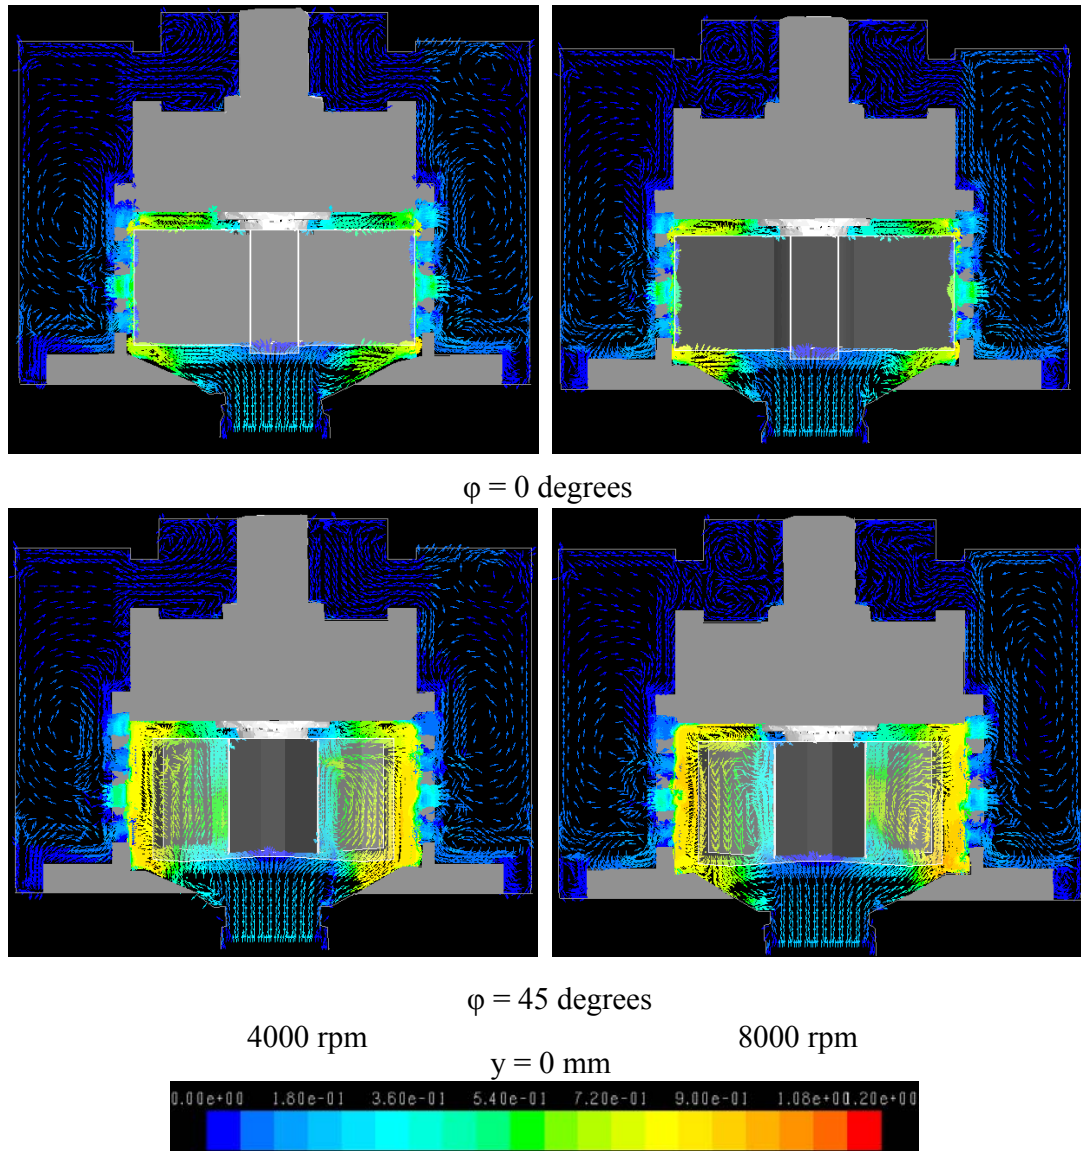 φ = 0 degrees
φ = 45 degrees
4000 rpm 8000 rpm
y = 0 mm
0.00e+00 1.80e-01 3.60e-01 5.40e-01 7.20e-01 9.00e-01 1.08e+00 1.20e+00